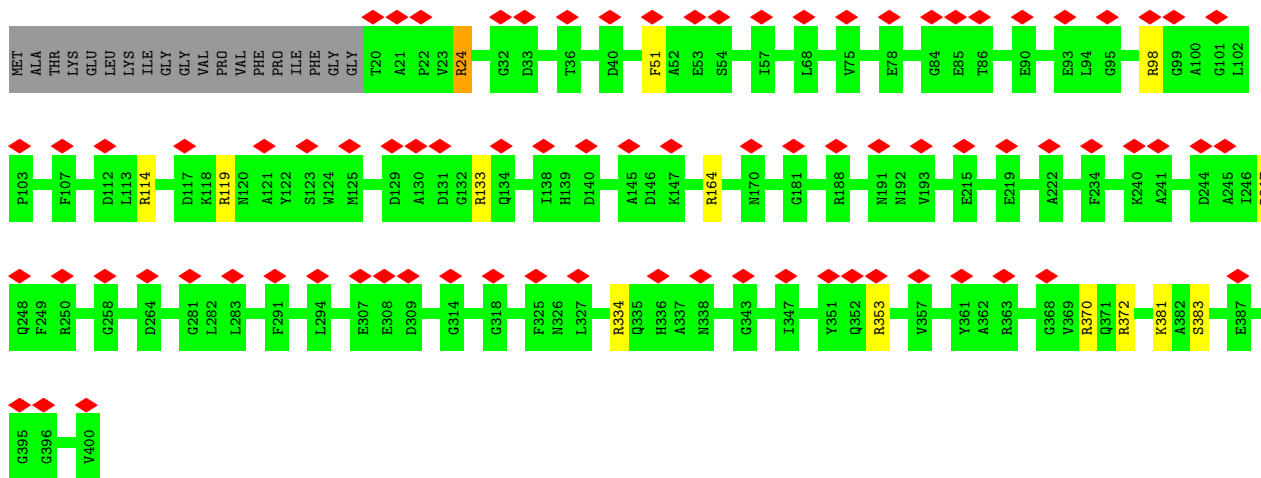 MET ALA THR LYS GLU LEU LYS ILE GLY GLY VAL PRO VAL PHE PRO ILE PHE GLY GLY T20 A21 P22 V23 R24 G32 D33 T36 D40 F51 A52 E53 S54 I57 L68 V75 E78 G84 E85 T86 E90 E93 L94 G95 R98 G99 A100 G101 L102
P103 F107 D112 L113 R114 D117 K118 R119 N120 A121 Y122 S123 W124 M125 D129 A130 D131 G132 R133 Q134 I138 H139 D140 A145 D146 K147 R164 N170 G181 R188 N191 N192 V193 E215 E219 A222 F234 K240 A241 D244 A245 I246
Q248 F249 R250 G258 D264 G281 L282 L283 F291 L294 E307 E308 D309 G314 G318 F325 N326 L327 R334 Q335 H336 A337 N338 G343 I347 Y351 Q352 R353 V357 Y361 A362 R363 G368 V369 R370 Q371 R372 K381 A382 S383 E387
G395 G396 V400